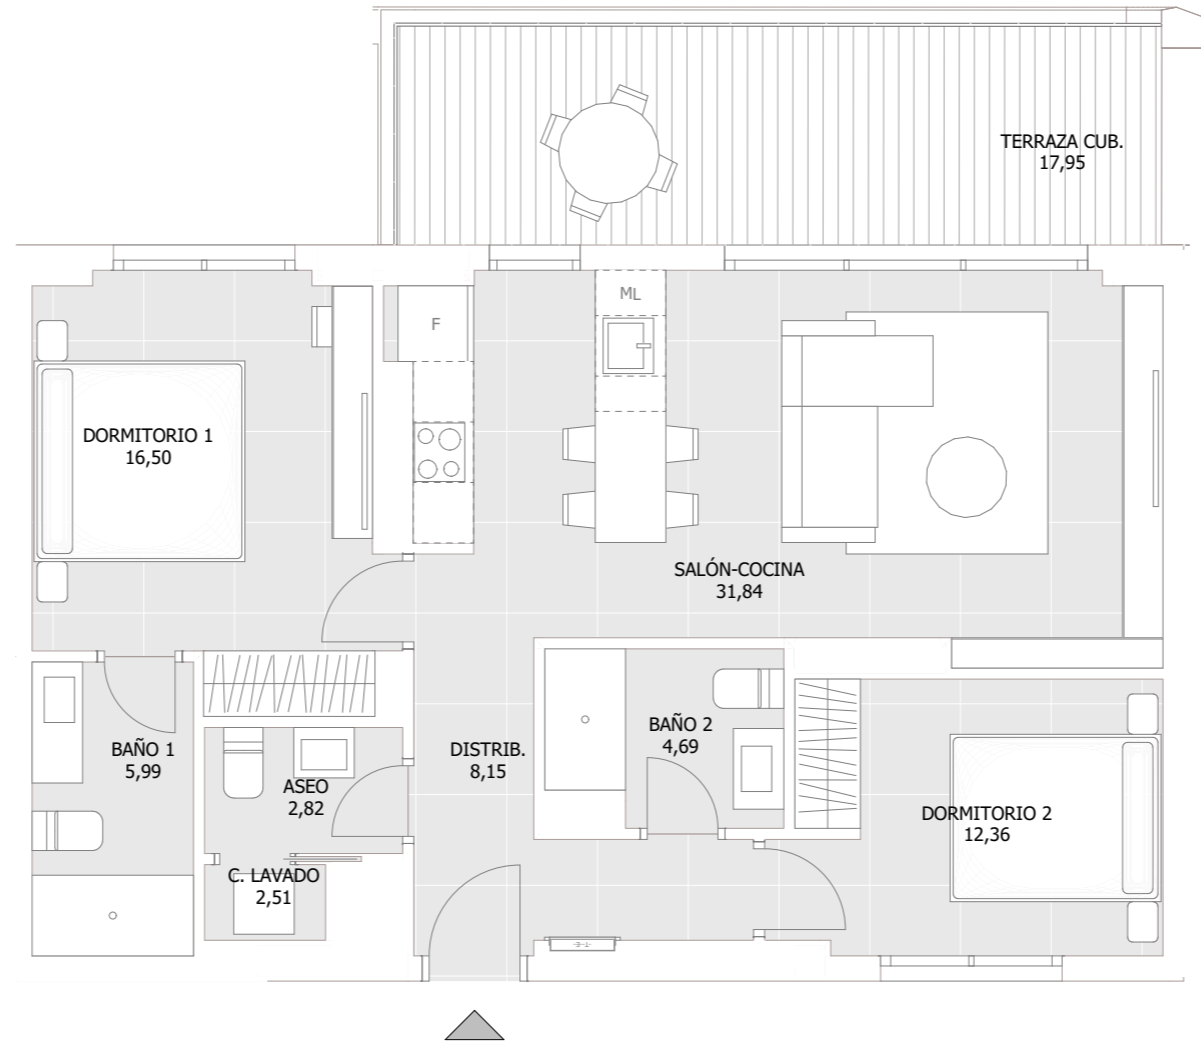 TERRAZA CUB.
17,95
ML
F
DORMITORIO 1
16,50
SALÓN-COCINA
31,84
BAÑO 1
5,99
ASEO
2,82
C. LAVADO
2,51
DISTRIB.
8,15
BAÑO 2
4,69
DORMITORIO 2
12,36